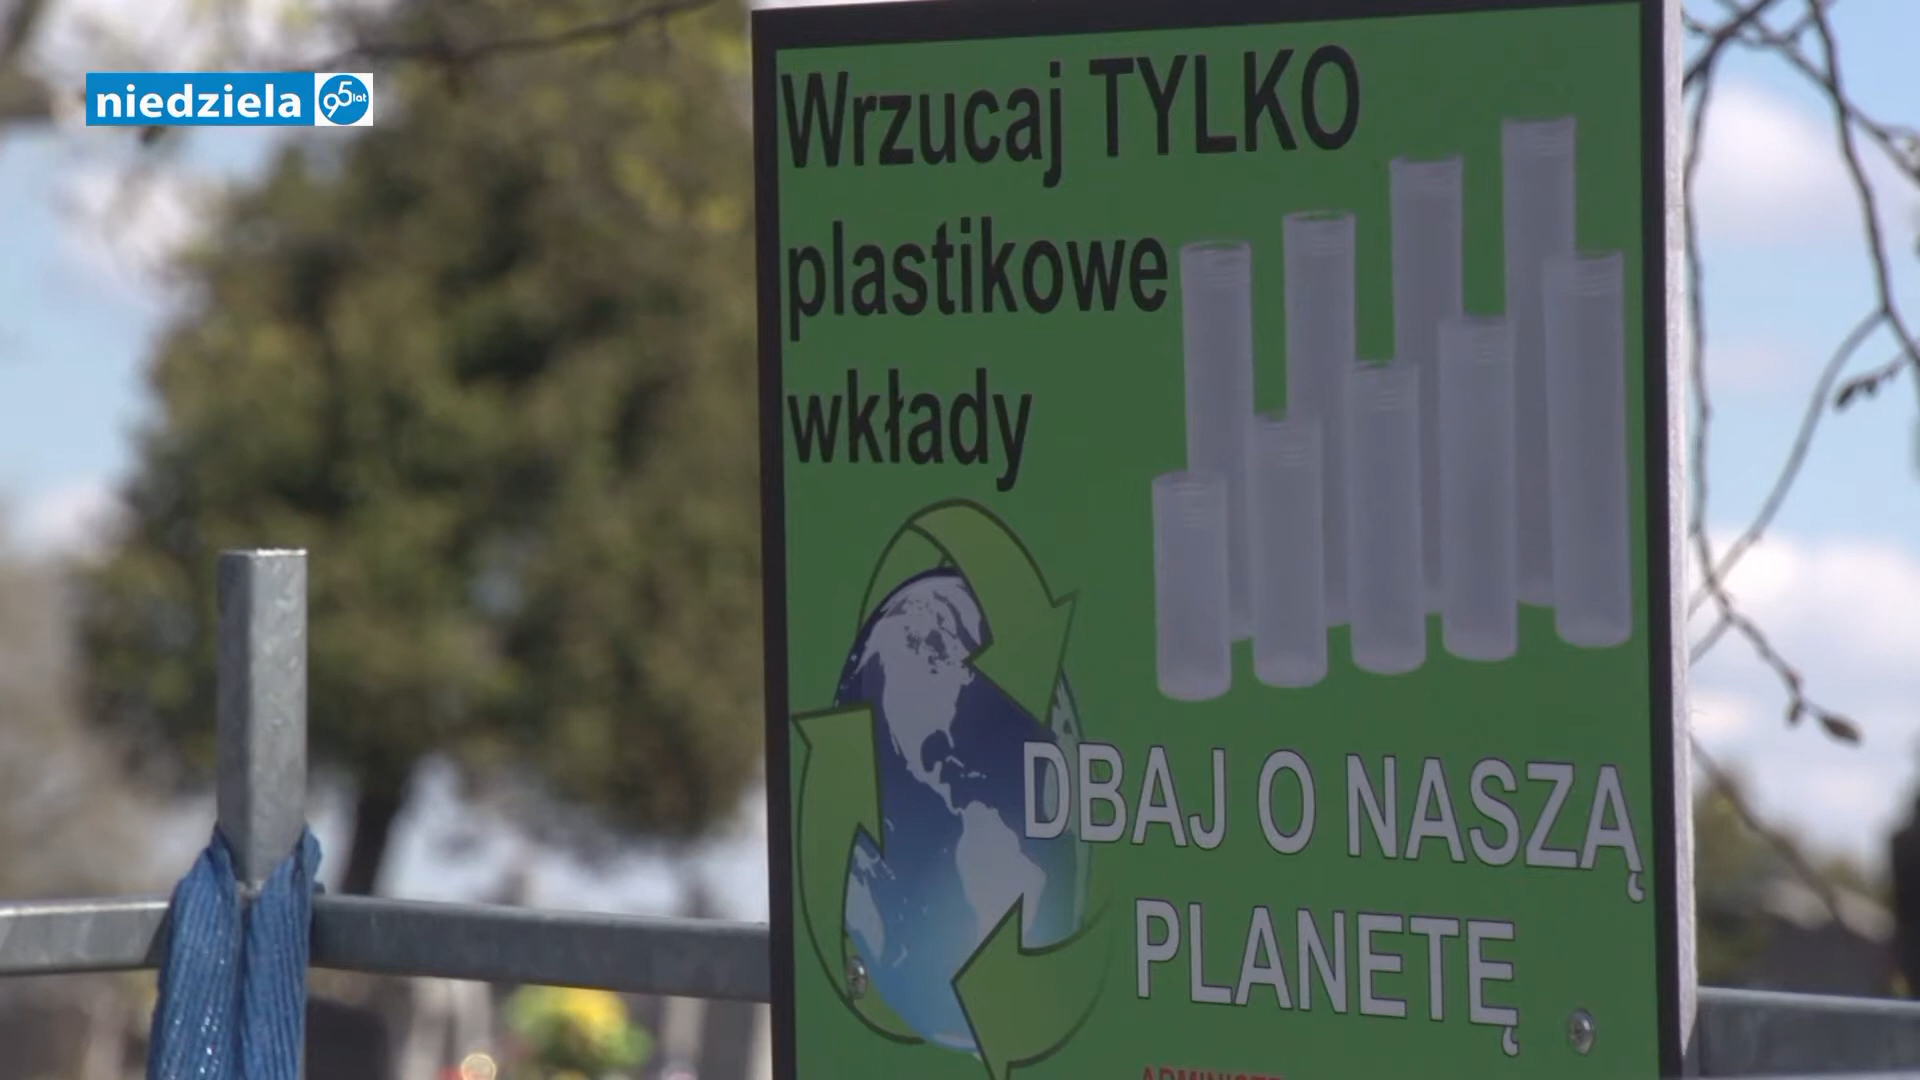 niedziela 95 lat
Wrzucaj TYLKO
plastikowe
wkłady
DBAJ O NASZĄ
PLANETĘ